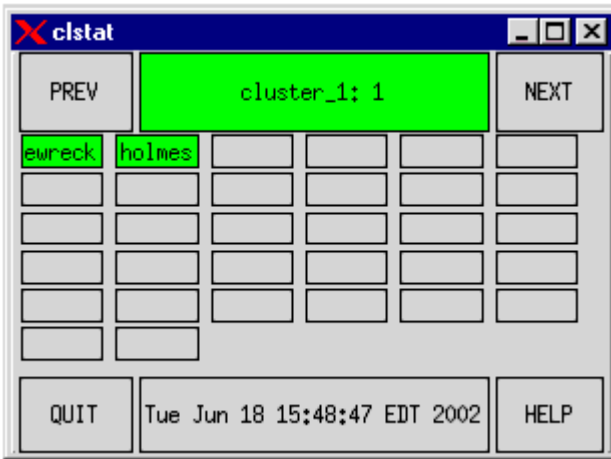 clstat
PREV
cluster_1: 1
NEXT
ewreck
holmes
QUIT
Tue Jun 18 15:48:47 EDT 2002
HELP